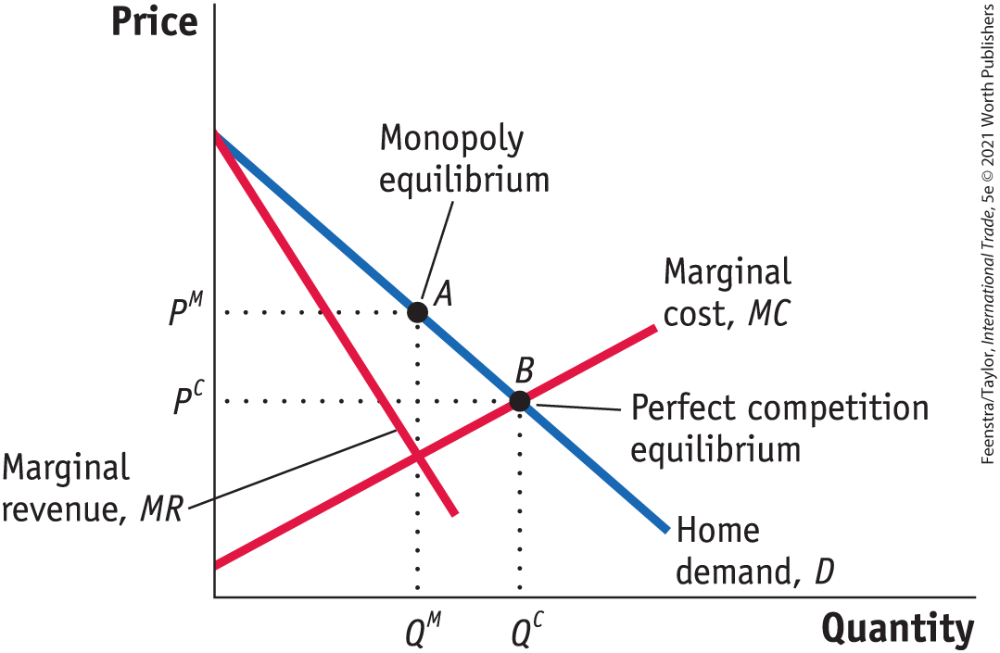 Price
Monopoly
equilibrium
A
Marginal
cost, MC
P^M
B
P^C
Perfect competition
equilibrium
Marginal
revenue, MR
Home
demand, D
Q^M
Q^C
Quantity
Feenstra/Taylor, International Trade, 5e © 2021 Worth Publishers